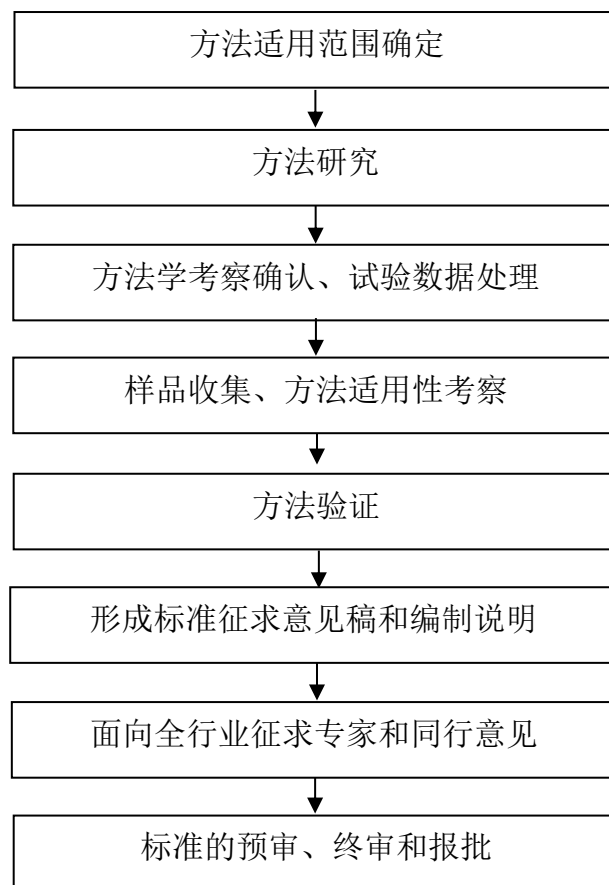 方法适用范围确定
方法研究
方法学考察确认、试验数据处理
样品收集、方法适用性考察
方法验证
形成标准征求意见稿和编制说明
面向全行业征求专家和同行意见
标准的预审、终审和报批